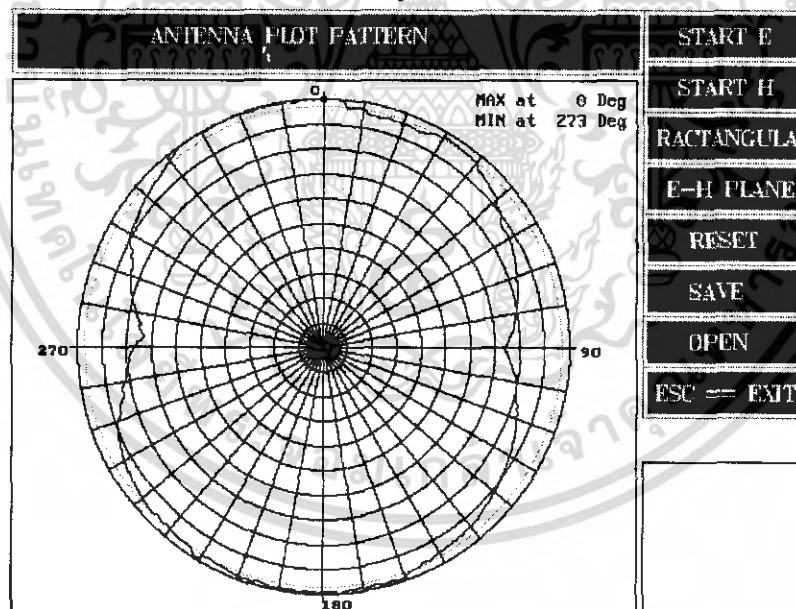 ANTENNA PLOT PATTERN
MAX at 0 Deg
MIN at 273 Deg
0
270
90
180
START E
START H
RACTANGULA
E-H PLANE
RESET
SAVE
OPEN
ESC == EXIT